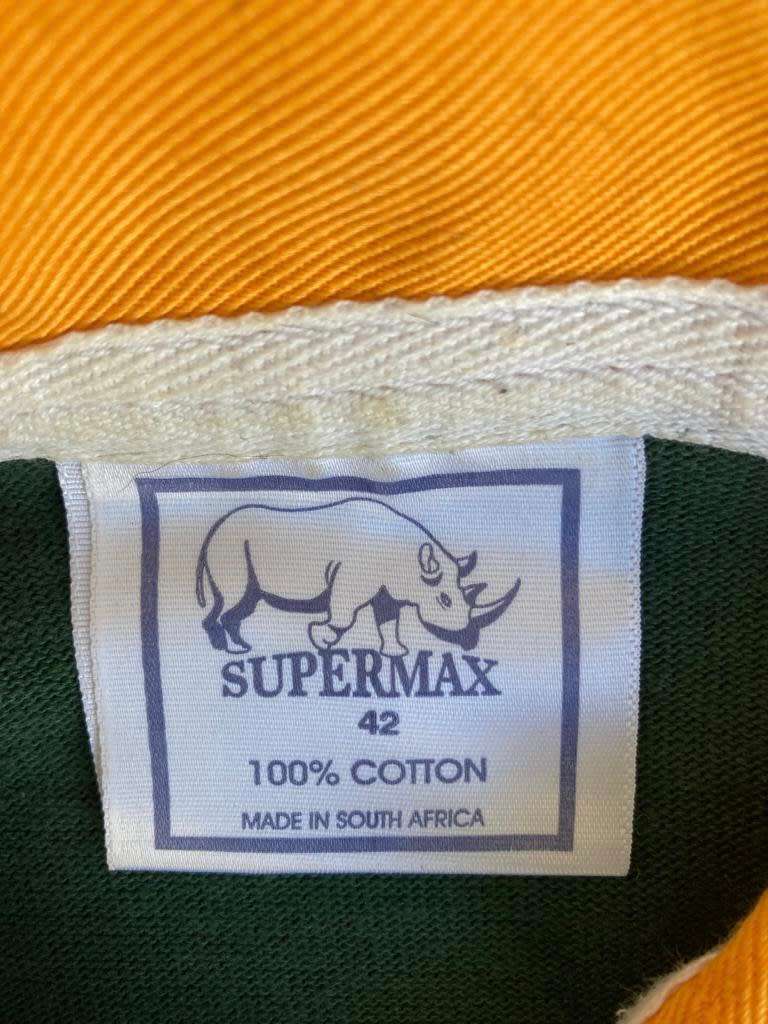 SUPERMAX
42
100% COTTON
MADE IN SOUTH AFRICA